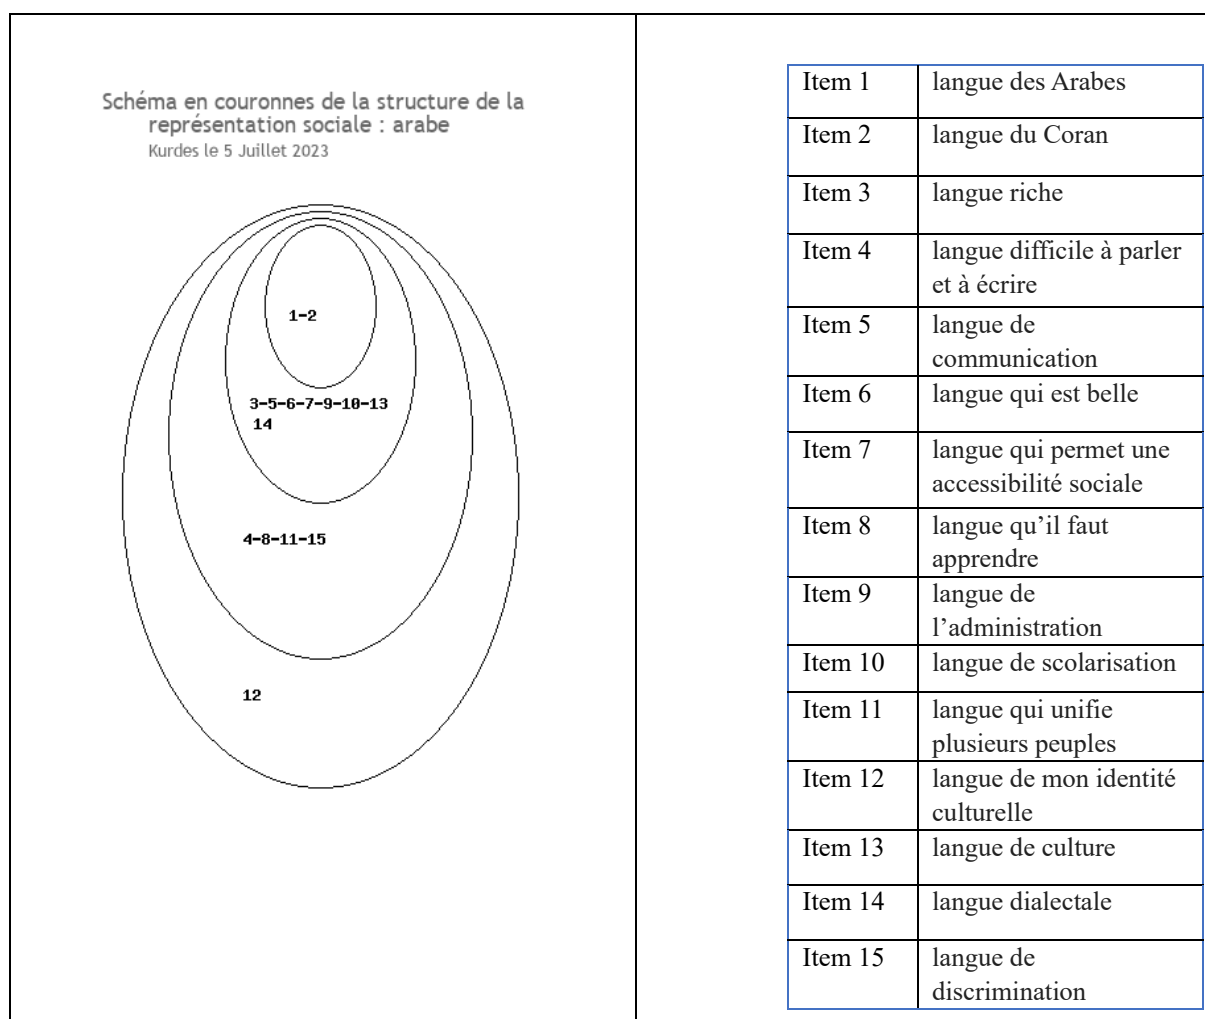 Schéma en couronnes de la structure de la
représentation sociale : arabe
Kurdes le 5 Juillet 2023
1-2
3-5-6-7-9-10-13
14
4-8-11-15
12
Item 1 langue des Arabes
Item 2 langue du Coran
Item 3 langue riche
Item 4 langue difficile à parler
et à écrire
Item 5 langue de
communication
Item 6 langue qui est belle
Item 7 langue qui permet une
accessibilité sociale
Item 8 langue qu’il faut
apprendre
Item 9 langue de
l’administration
Item 10 langue de scolarisation
Item 11 langue qui unifie
plusieurs peuples
Item 12 langue de mon identité
culturelle
Item 13 langue de culture
Item 14 langue dialectale
Item 15 langue de
discrimination